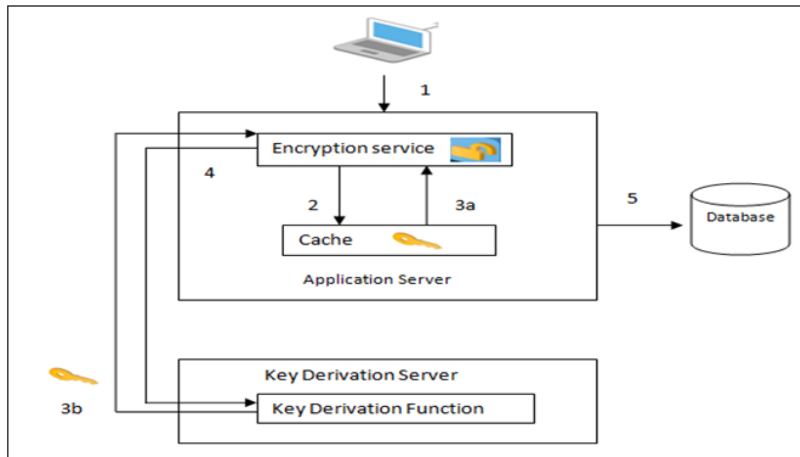 1
Encryption service
4
2
3a
5
Database
Cache
Application Server
Key Derivation Server
3b
Key Derivation Function